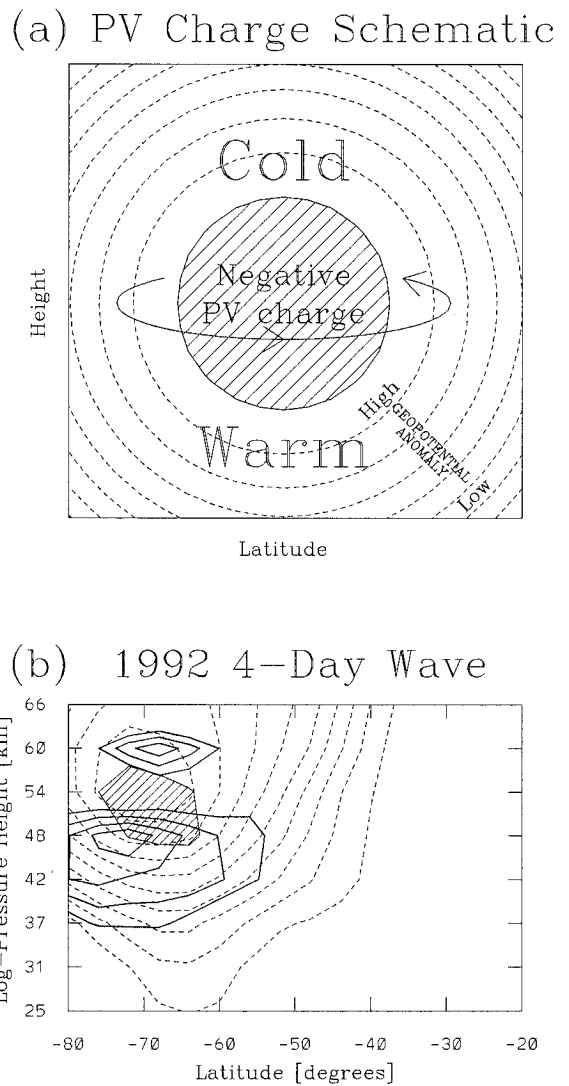 (a) PV Charge Schematic
Height
Cold
Negative
PV charge
Warm
High
GEOPOTENTIAL
ANOMALY
Low
Latitude
(b) 1992 4-Day Wave
Log-Pressure Height [km]
66
60
54
48
42
37
31
25
-80 -70 -60 -50 -40 -30 -20
Latitude [degrees]